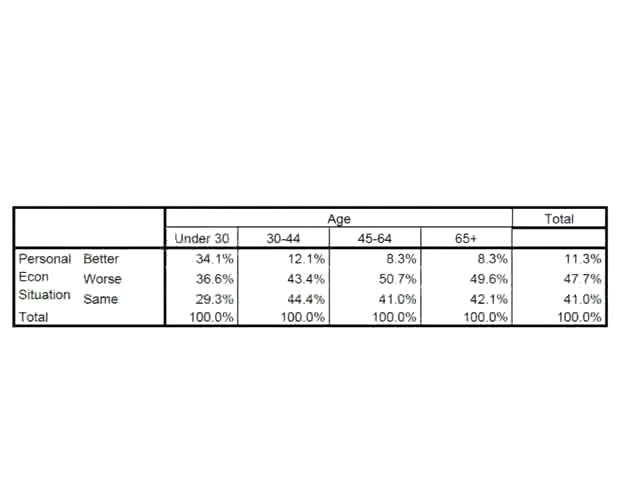 Age Total
Under 30 30-44 45-64 65+
Personal Econ Situation Better 34.1% 12.1% 8.3% 8.3% 11.3%
Worse 36.6% 43.4% 50.7% 49.6% 47.7%
Same 29.3% 44.4% 41.0% 42.1% 41.0%
Total 100.0% 100.0% 100.0% 100.0% 100.0%